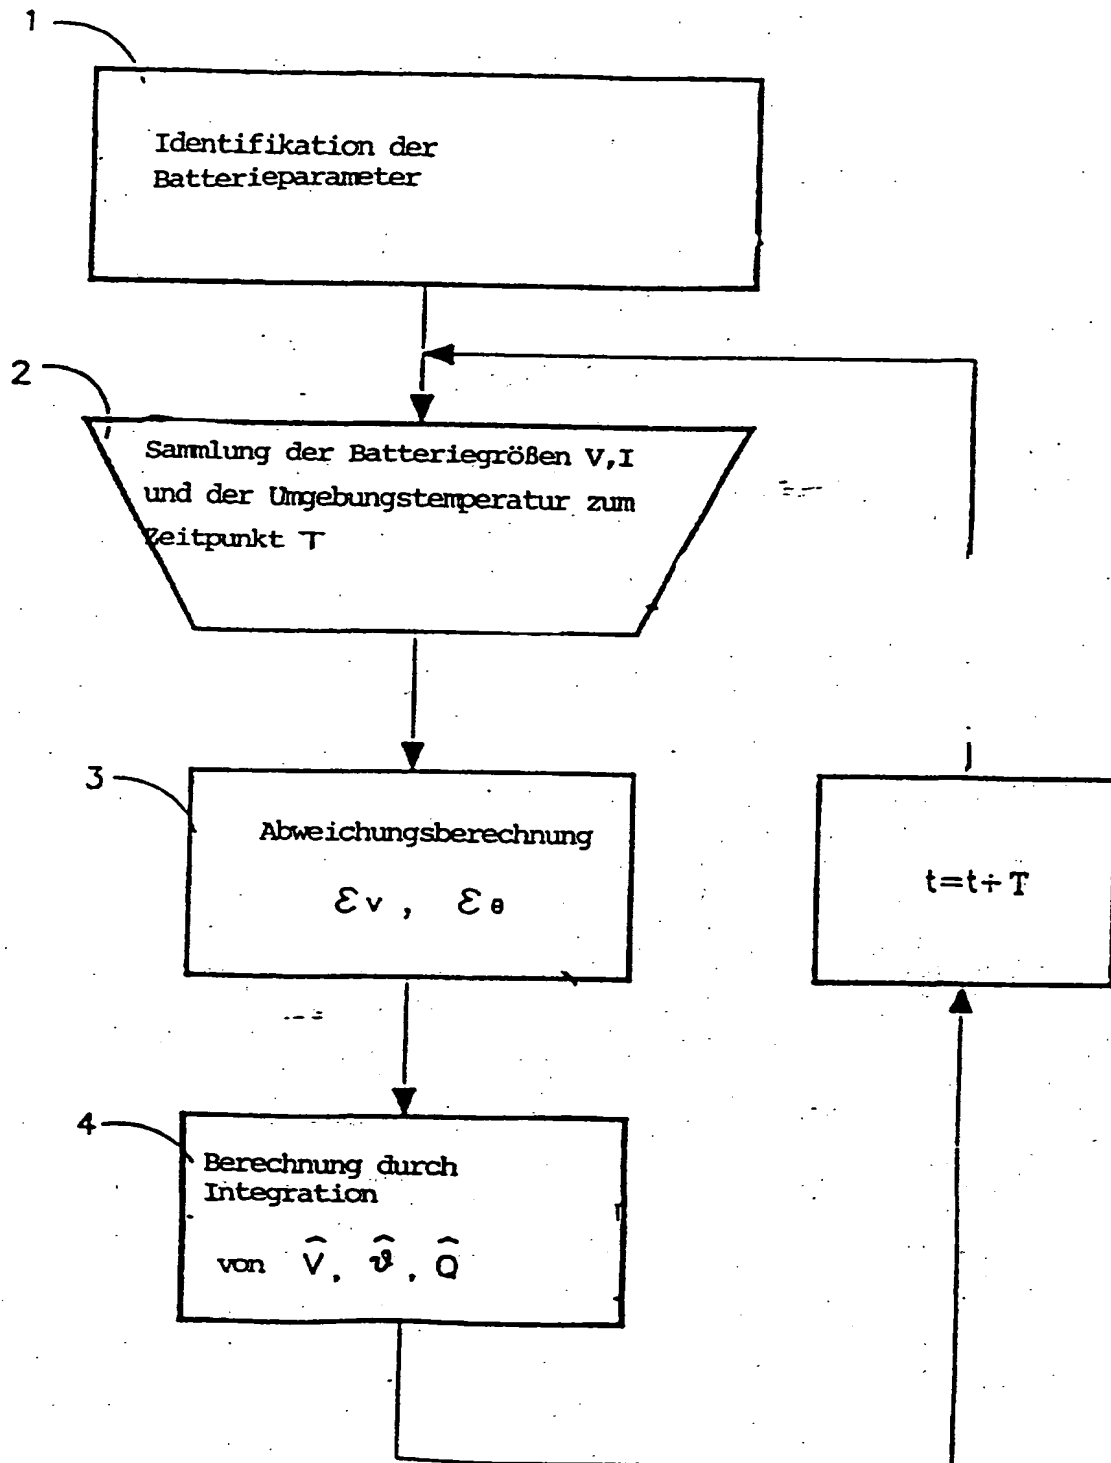 1
Identifikation der
Batterieparameter
2
Sammlung der Batteriegrößen V,I
und der Umgebungstemperatur zum
Zeitpunkt T
3
Abweichungsberechnung
εv , εθ
t=t+T
4
Berechnung durch
Integration
von V̂, ϑ̂, Q̂